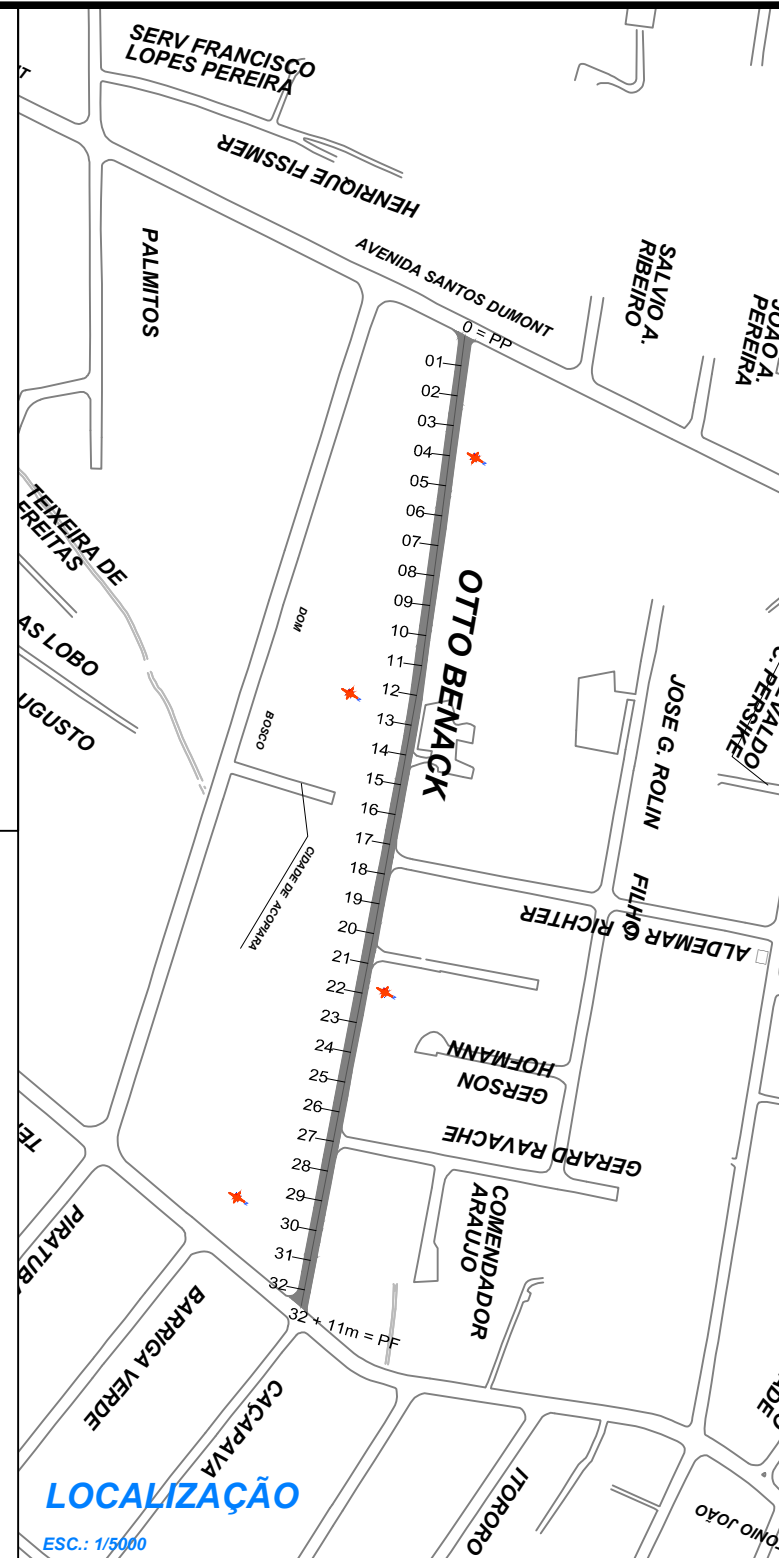 SERV FRANCISCO
LOPES PEREIRA
HENRIQUE FISSMER
PALMITOS
AVENIDA SANTOS DUMONT
SALVIO A.
RIBEIRO
JOAO A.
PEREIRA
0 = PP
01
02
03
04
05
06
07
08
09
10
11
12
13
14
15
16
17
18
19
20
21
22
23
24
25
26
27
28
29
30
31
32
32 + 11m = PF
OTTO BENACK
TEIXEIRA DE
FREITAS
AS LOBO
UGUSTO
DOM
BOSCO
CIDADE DE ACOPIARA
JOSE G. ROLIN
FILHO
PERSIKE
ALDEMAR G. RICHTER
HOFMANN
GERSON
GERARD RAVACHE
COMENDADOR
ARAUJO
PIRATUBA
BARRIGA VERDE
CAÇAPAVA
ITORORO
ONIO JOÃO
LOCALIZAÇÃO
ESC.: 1/5000